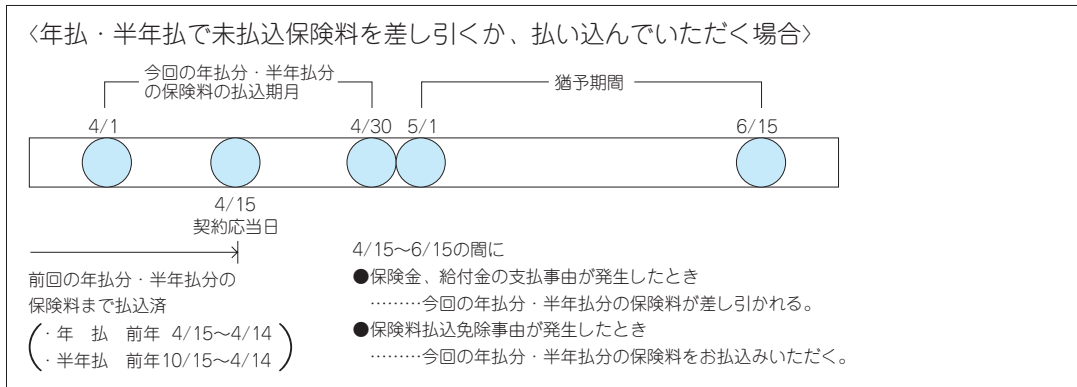 〈年払・半年払で未払込保険料を差し引くか、払い込んでいただく場合〉
今回の年払分・半年払分
の保険料の払込期月
猶予期間
4/1
4/30
5/1
6/15
4/15
契約応当日
前回の年払分・半年払分の
保険料まで払込済
・年　払　前年 4/15～4/14
・半年払　前年10/15～4/14
4/15～6/15の間に
●保険金、給付金の支払事由が発生したとき
………今回の年払分・半年払分の保険料が差し引かれる。
●保険料払込免除事由が発生したとき
………今回の年払分・半年払分の保険料をお払込みいただく。